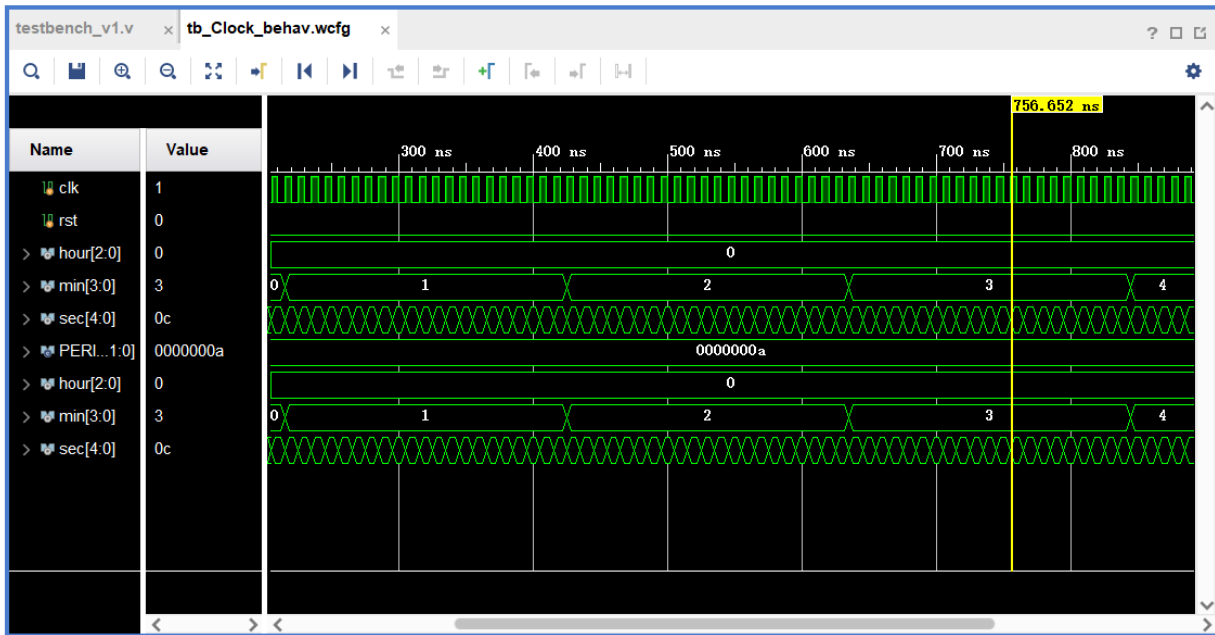 testbench_v1.v × tb_Clock_behav.wcfg ×
?
756.652 ns
Name Value
300 ns 400 ns 500 ns 600 ns 700 ns 800 ns
clk 1
rst 0
hour[2:0] 0 0
min[3:0] 3 0 1 2 3 4
sec[4:0] 0c
PERI...1:0] 0000000a 0000000a
hour[2:0] 0 0
min[3:0] 3 0 1 2 3 4
sec[4:0] 0c